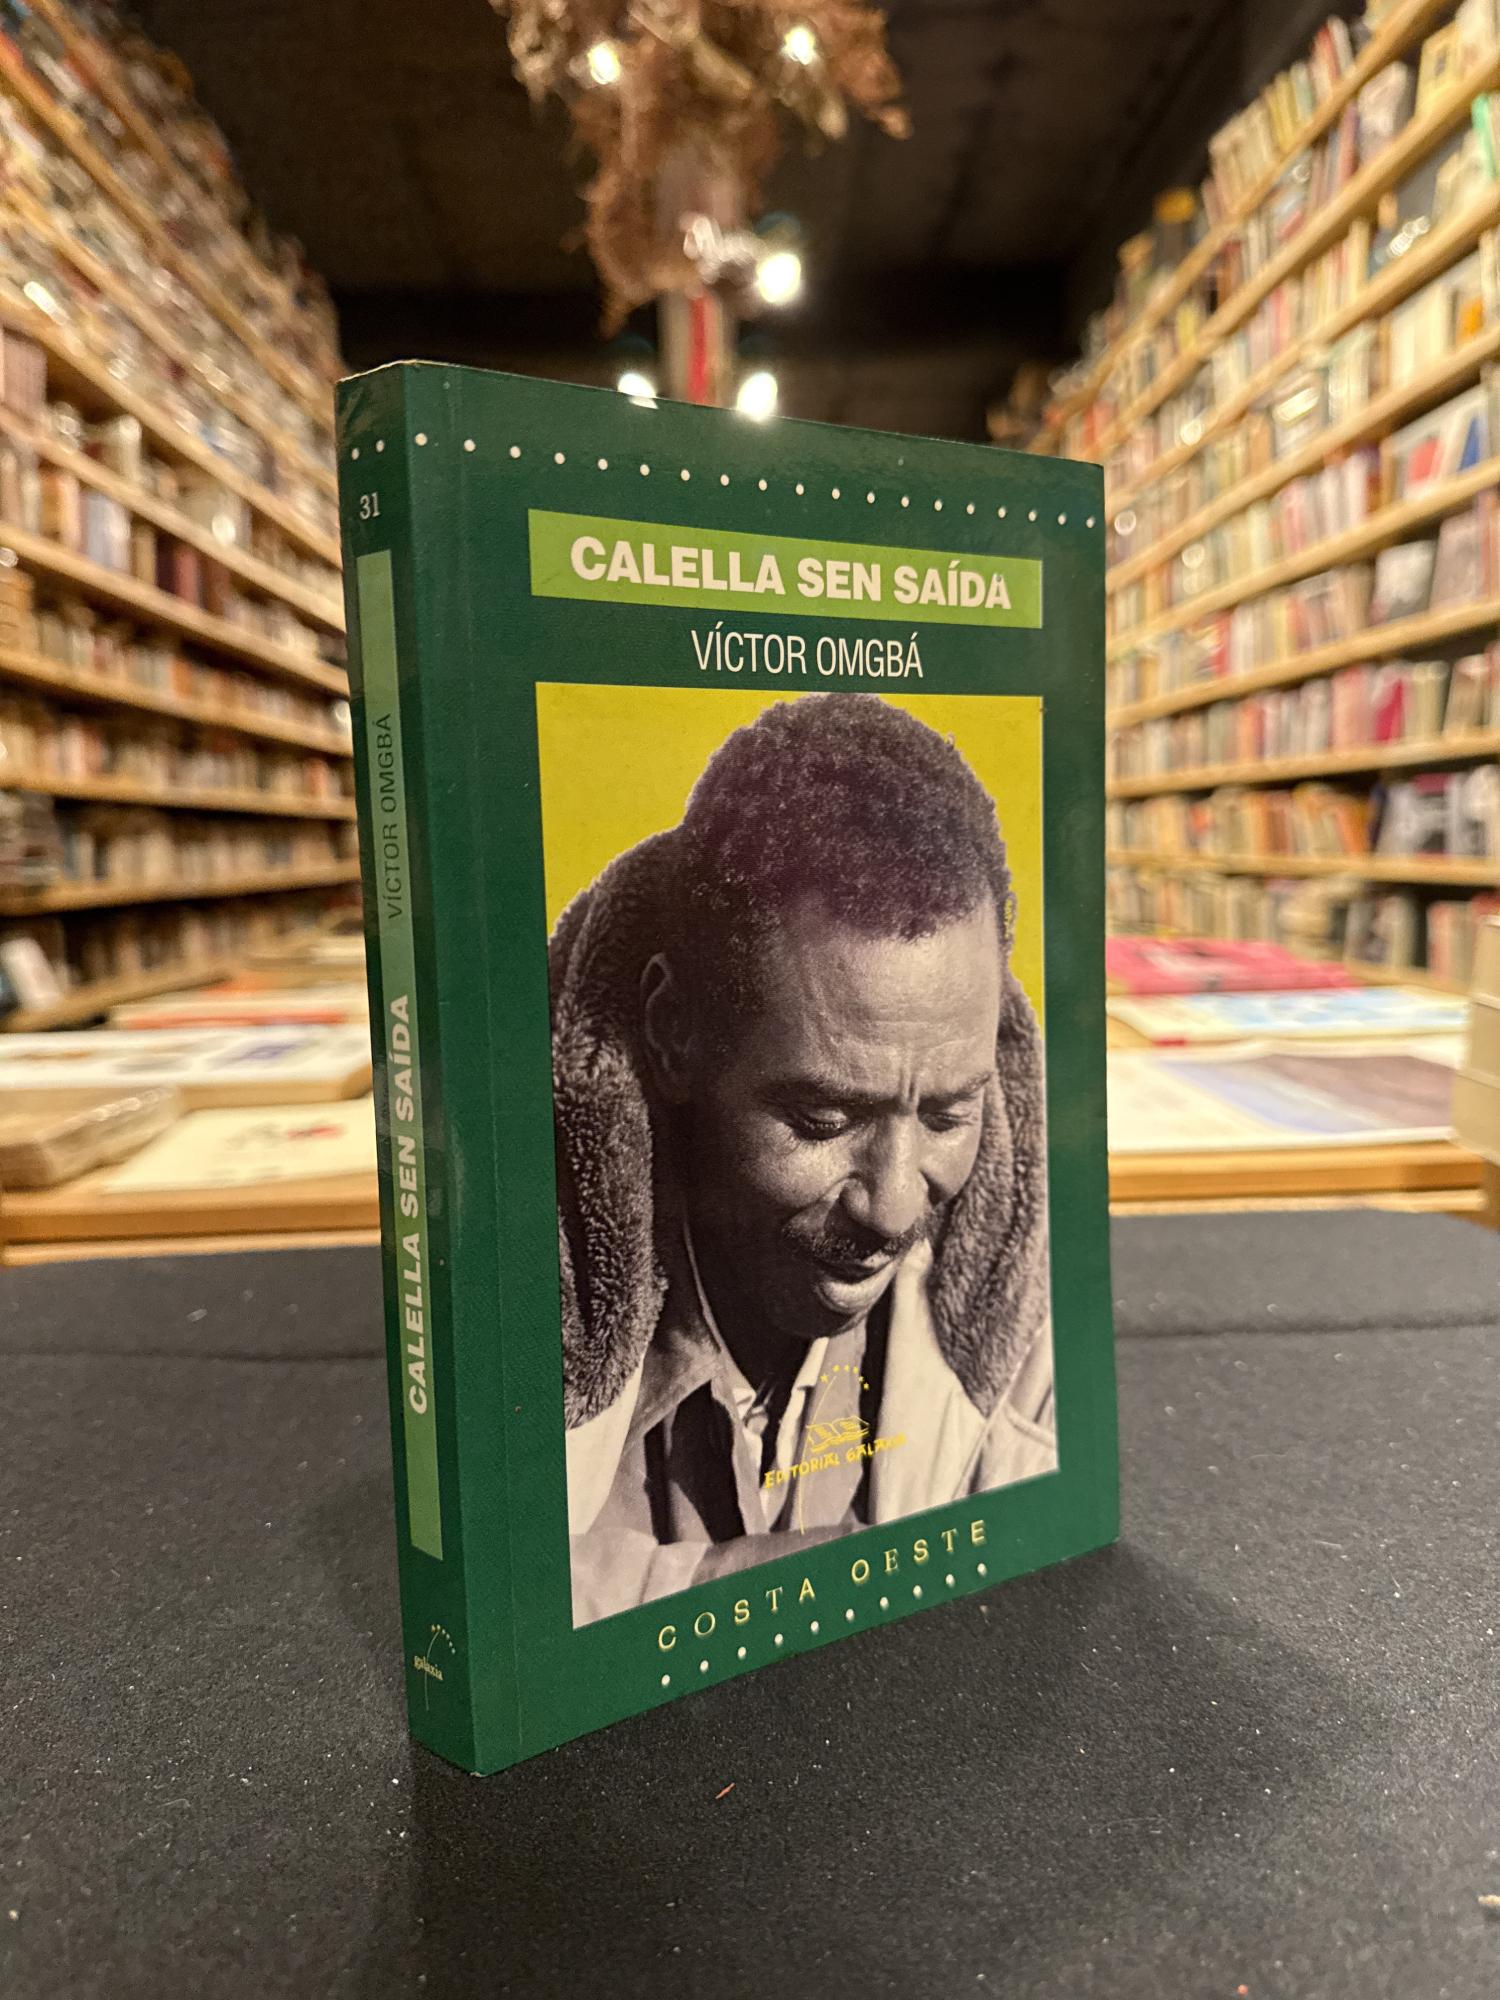 31
VÍCTOR OMGBÁ
CALELLA SEN SAÍDA
galaxia
CALELLA SEN SAÍDA
VÍCTOR OMGBÁ
EDITORIAL GALAXIA
COSTA OESTE